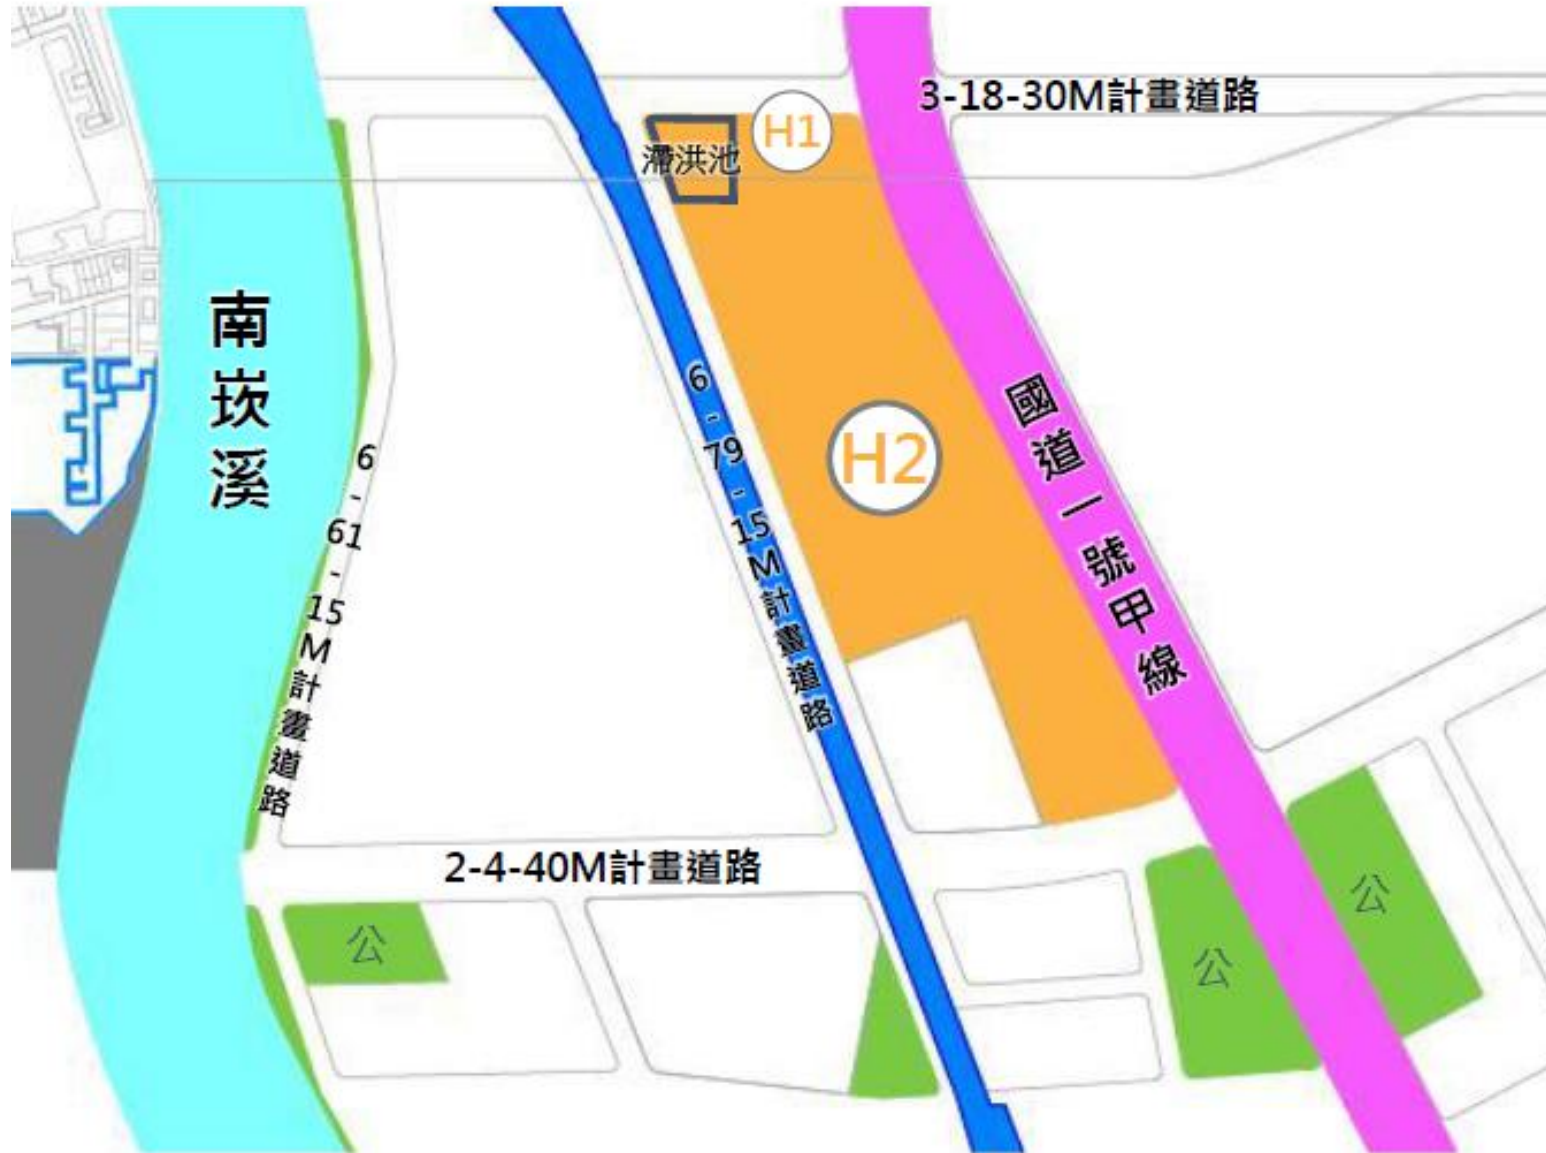 3-18-30M計畫道路
H1
滯洪池
南崁溪
6-61-15M計畫道路
6-79-15M計畫道路
H2
國道一號甲線
2-4-40M計畫道路
公
公
公